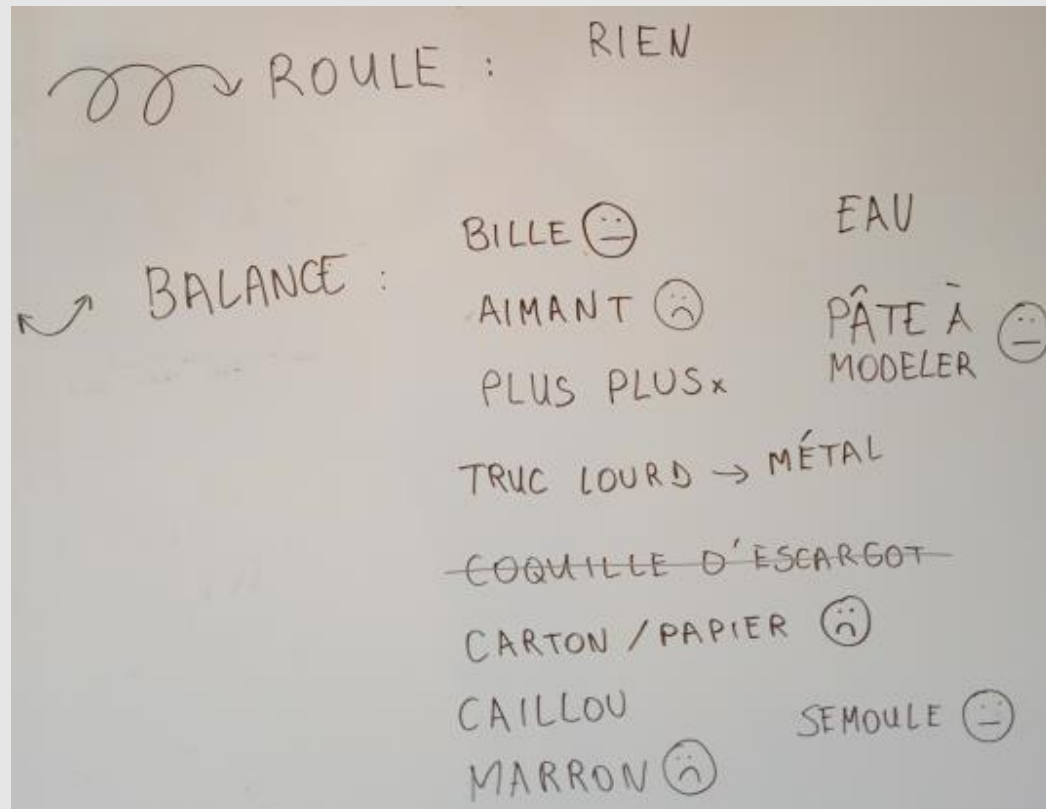 ROULE : RIEN
BALANCE :
BILLE
AIMANT
PLUS PLUS x
TRUC LOURD → MÉTAL
COQUILLE D'ESCARGOT
CARTON / PAPIER
CAILLOU
MARRON
EAU
PÂTE À
MODELER
SEMOULE